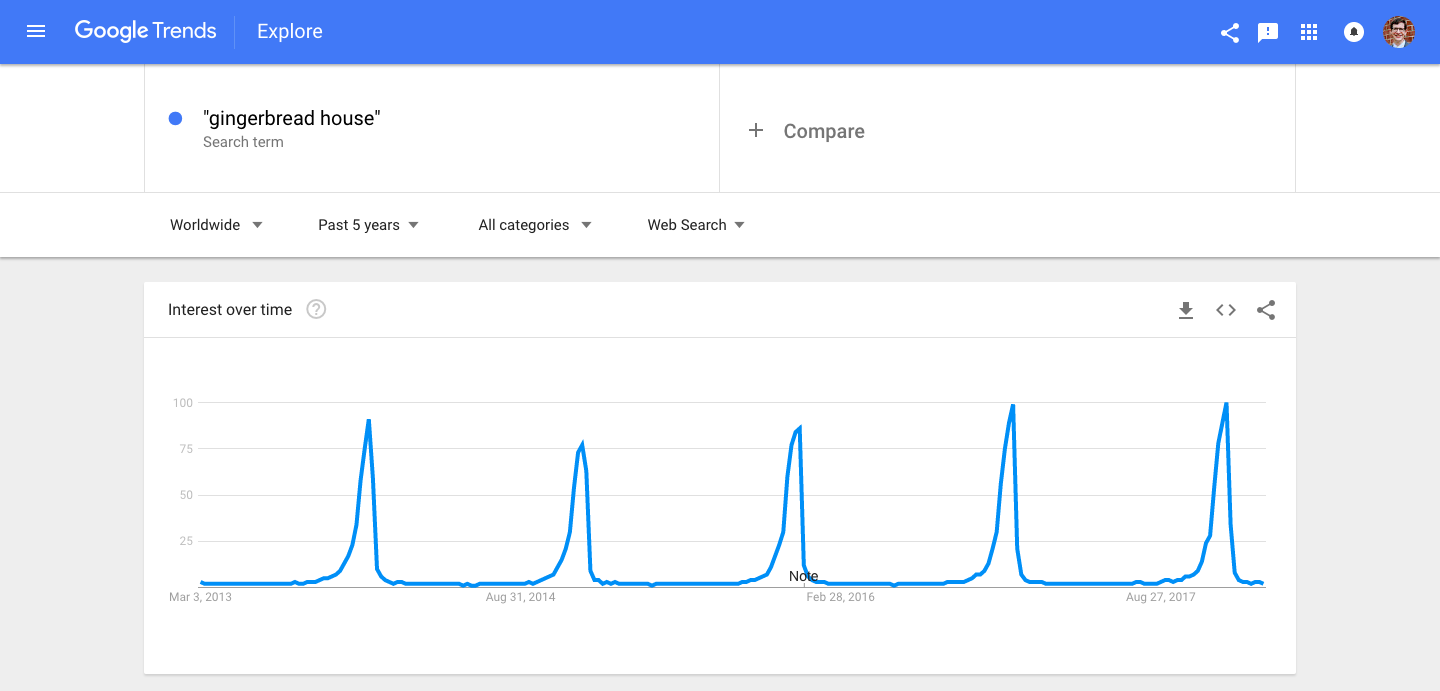 Google Trends
Explore
"gingerbread house"
Search term
+ Compare
Worldwide
Past 5 years
All categories
Web Search
Interest over time
100
75
50
25
Note
Mar 3, 2013
Aug 31, 2014
Feb 28, 2016
Aug 27, 2017